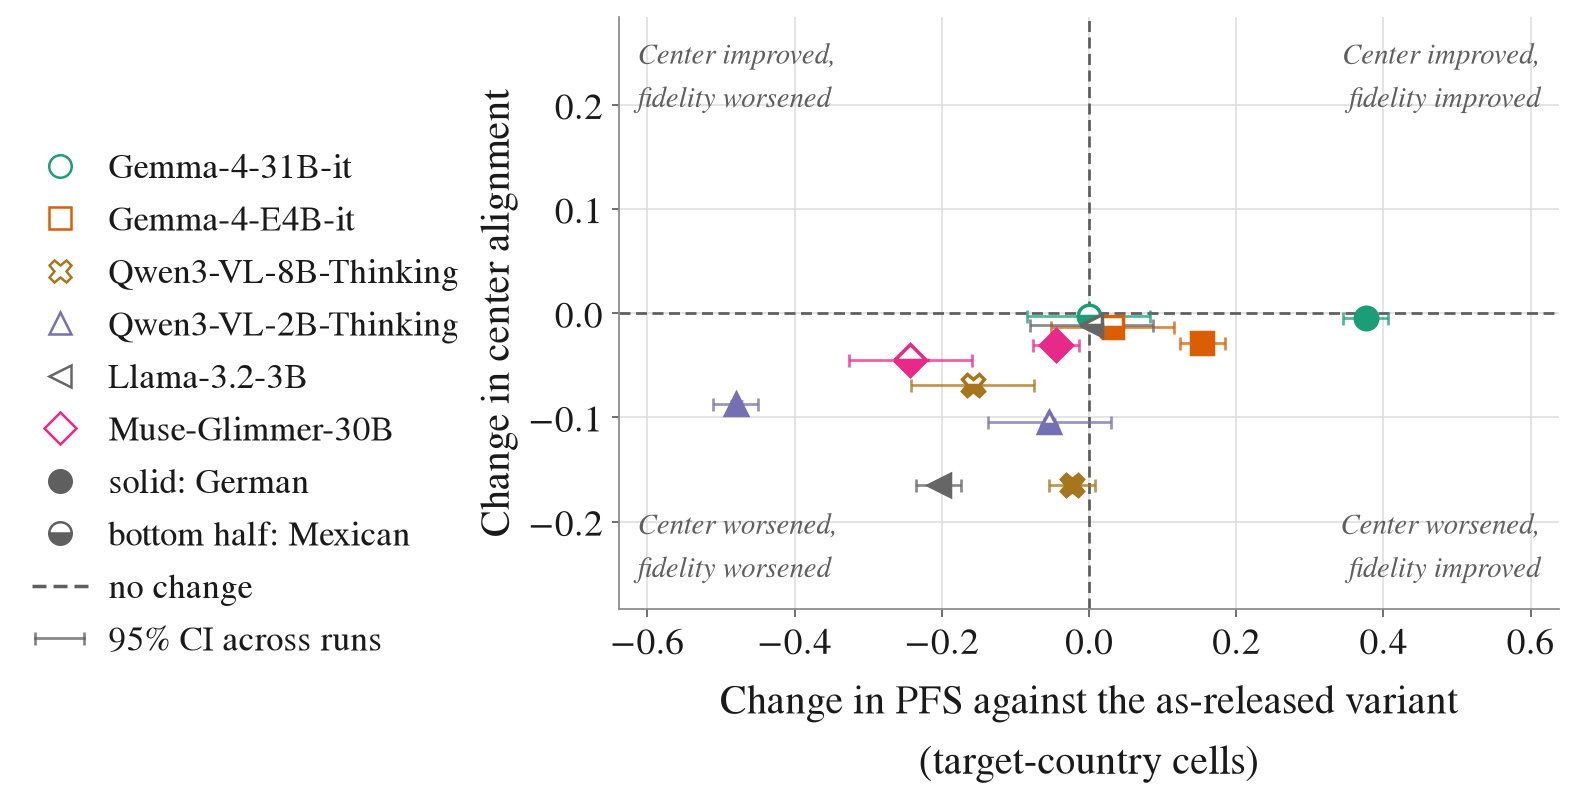 Center improved,
fidelity worsened
Center improved,
fidelity improved
Center worsened,
fidelity worsened
Center worsened,
fidelity improved
Change in center alignment
0.2
0.1
0.0
−0.1
−0.2
−0.6
−0.4
−0.2
0.0
0.2
0.4
0.6
Change in PFS against the as-released variant
(target-country cells)
Gemma-4-31B-it
Gemma-4-E4B-it
Qwen3-VL-8B-Thinking
Qwen3-VL-2B-Thinking
Llama-3.2-3B
Muse-Glimmer-30B
solid: German
bottom half: Mexican
no change
95% CI across runs